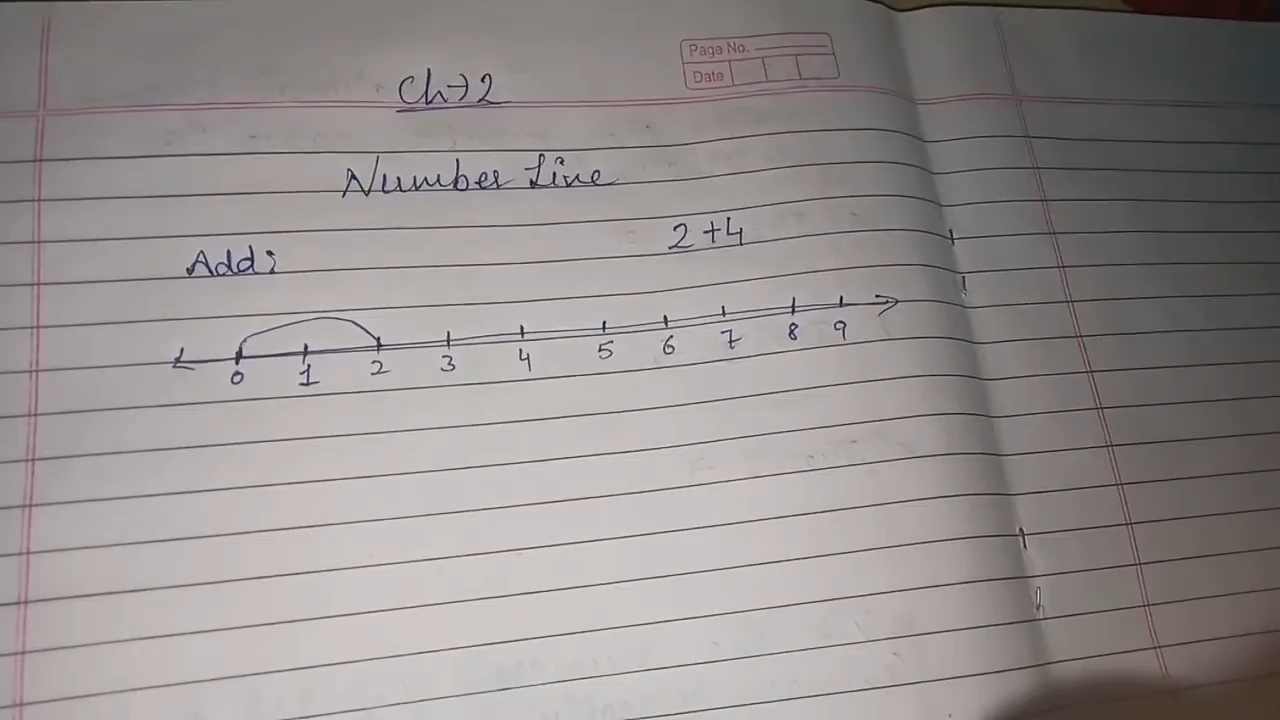 Page No.
Date
Ch→2
Number Line
Add:
2+4
0 1 2 3 4 5 6 7 8 9